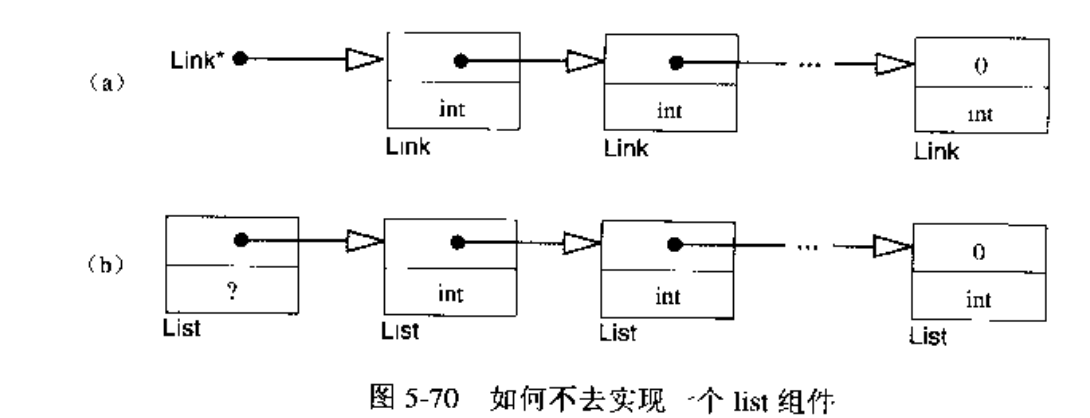 (a) Link* int int ... 0 int
Link Link Link
(b) ? int int ... 0 int
List List List List
图 5-70 如何不去实现一个 list 组件